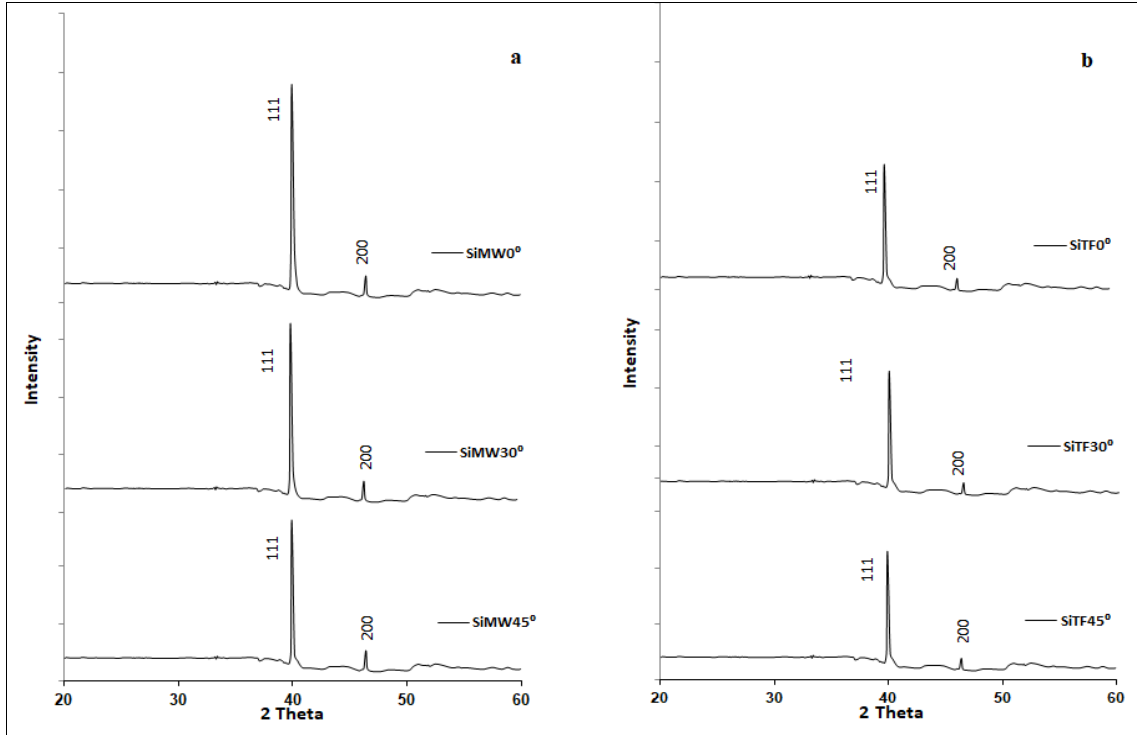 a
111
200
SiMW0⁰
111
200
SiMW30⁰
111
200
SiMW45⁰
Intensity
20 30 40 50 60
2 Theta
b
111
200
SiTF0⁰
111
200
SiTF30⁰
111
200
SiTF45⁰
Intensity
20 30 40 50 60
2 Theta